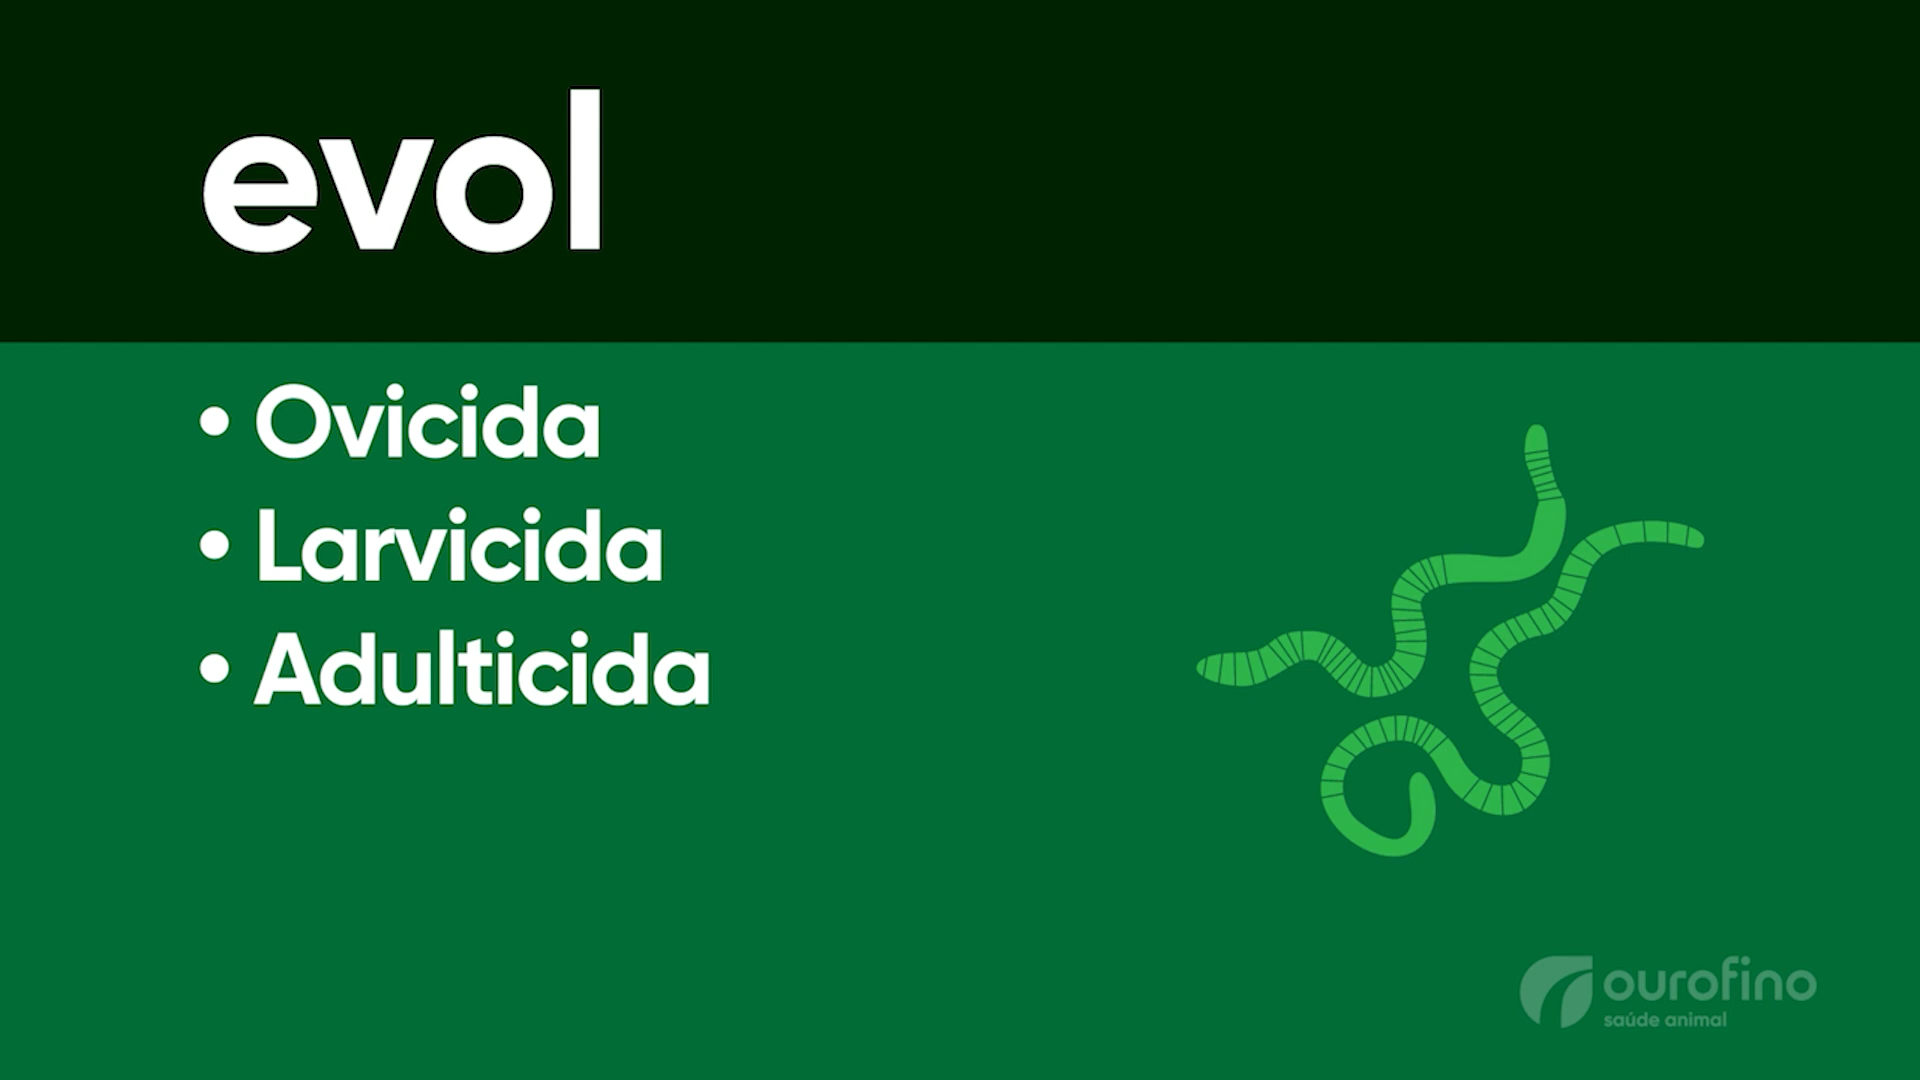 evol
• Ovicida
• Larvicida
• Adulticida
ourofino
saúde animal